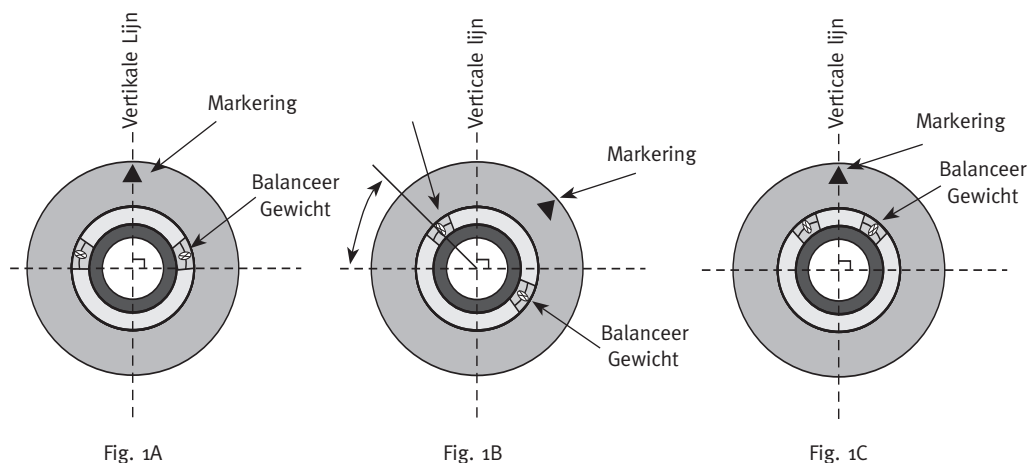 Vertikale Lijn
Markering
Balanceer
Gewicht
Fig. 1A
Verticale lijn
Markering
Balanceer
Gewicht
Fig. 1B
Verticale lijn
Markering
Balanceer
Gewicht
Fig. 1C